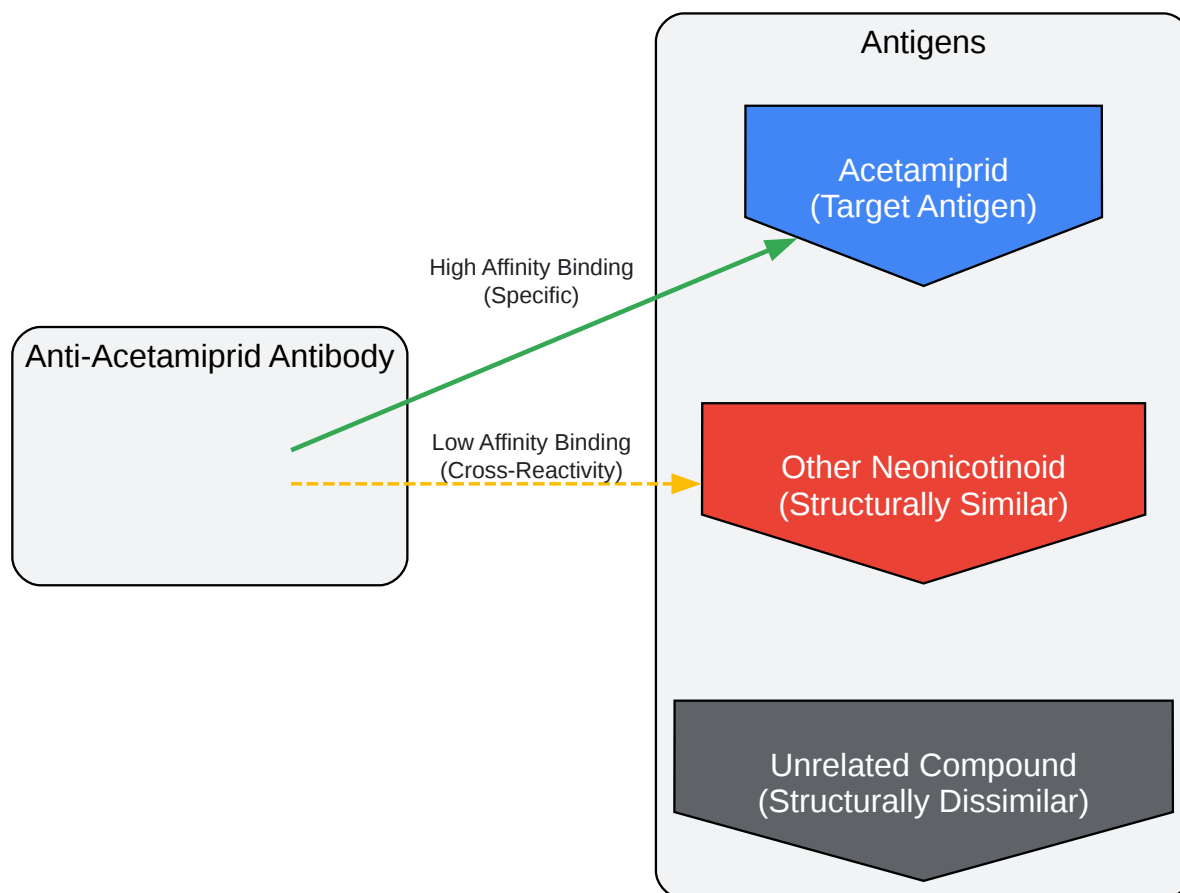 Antigens
Acetamiprid
(Target Antigen)
High Affinity Binding
(Specific)
Anti-Acetamiprid Antibody
Low Affinity Binding
(Cross-Reactivity)
Other Neonicotinoid
(Structurally Similar)
Unrelated Compound
(Structurally Dissimilar)